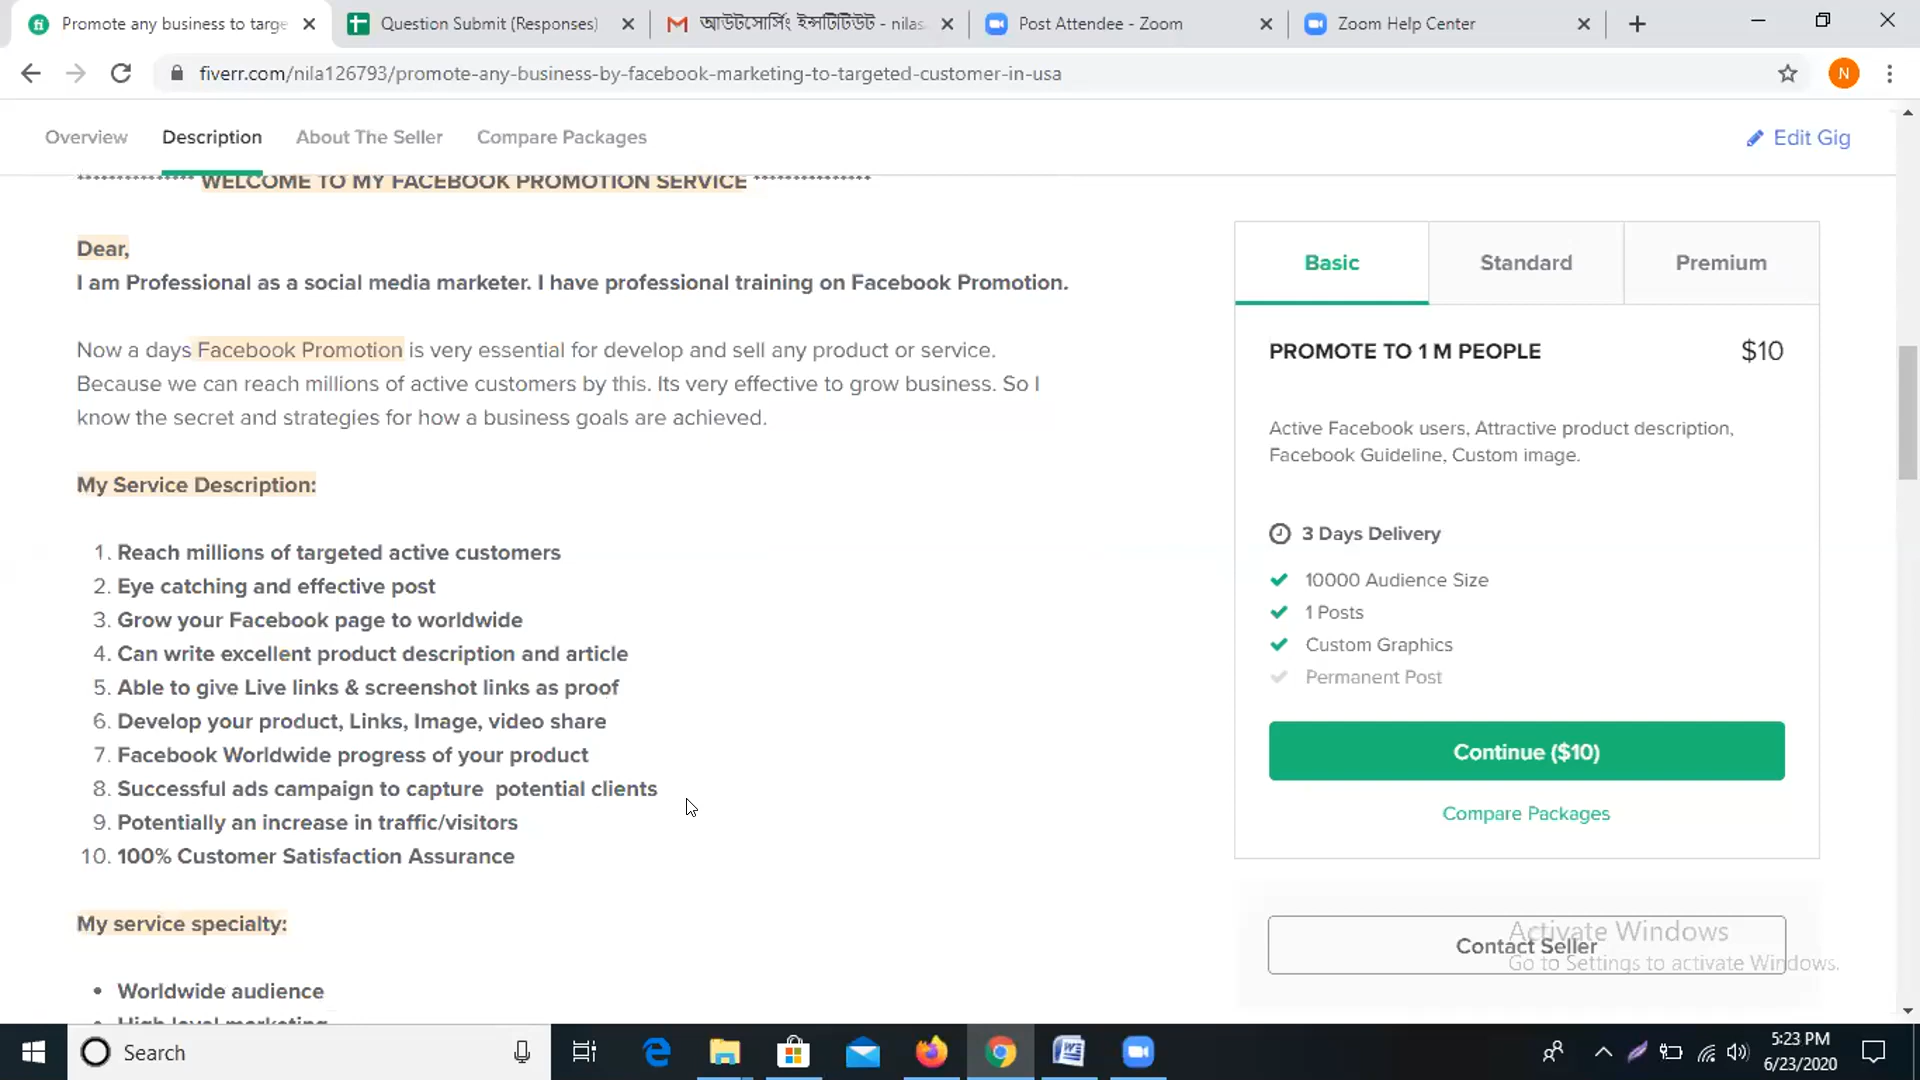 Promote any business to targe
Question Submit (Responses)
আউটসোর্সিং ইন্সটিটিউট - nilas
Post Attendee - Zoom
Zoom Help Center
fiverr.com/nila126793/promote-any-business-by-facebook-marketing-to-targeted-customer-in-usa
N
Overview
Description
About The Seller
Compare Packages
Edit Gig
WELCOME TO MY FACEBOOK PROMOTION SERVICE
Dear,
I am Professional as a social media marketer. I have professional training on Facebook Promotion.
Now a days Facebook Promotion is very essential for develop and sell any product or service.
Because we can reach millions of active customers by this. Its very effective to grow business. So I
know the secret and strategies for how a business goals are achieved.
My Service Description:
1. Reach millions of targeted active customers
2. Eye catching and effective post
3. Grow your Facebook page to worldwide
4. Can write excellent product description and article
5. Able to give Live links & screenshot links as proof
6. Develop your product, Links, Image, video share
7. Facebook Worldwide progress of your product
8. Successful ads campaign to capture  potential clients
9. Potentially an increase in traffic/visitors
10. 100% Customer Satisfaction Assurance
My service specialty:
• Worldwide audience
• High level marketing
Basic
Standard
Premium
PROMOTE TO 1 M PEOPLE
$10
Active Facebook users, Attractive product description,
Facebook Guideline, Custom image.
3 Days Delivery
10000 Audience Size
1 Posts
Custom Graphics
Permanent Post
Continue ($10)
Compare Packages
Contact Seller
Activate Windows
Go to Settings to activate Windows.
Search
5:23 PM
6/23/2020